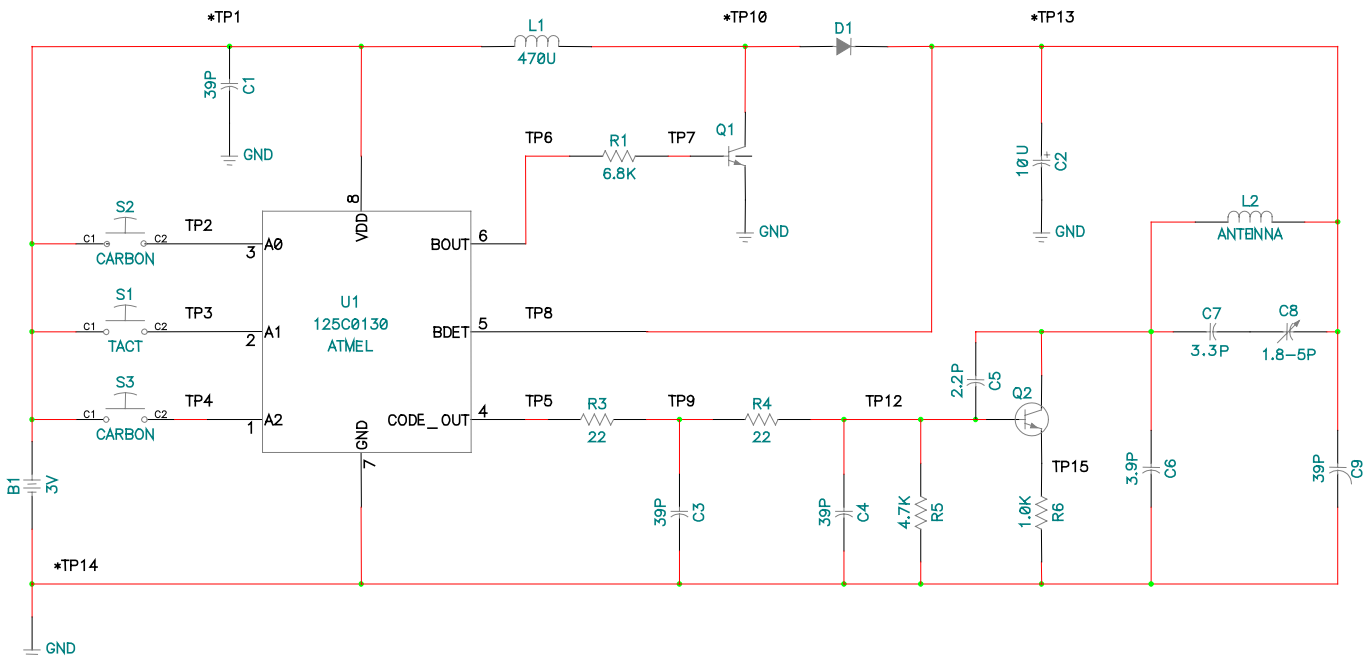 *TP1
*TP10
*TP13
L1
470U
D1
39P
C1
GND
TP6
R1
6.8K
TP7
Q1
10U
+
C2
GND
GND
S2
C1
C2
CARBON
TP2
3
A0
8
VDD
BOUT
6
L2
ANTENNA
S1
C1
C2
TACT
TP3
2
A1
U1
125C0130
ATMEL
BDET
5
TP8
C7
3.3P
C8
1.8-5P
S3
C1
C2
CARBON
TP4
1
A2
GND
7
CODE_OUT
4
TP5
R3
22
TP9
R4
22
TP12
2.2P
C5
Q2
TP15
B1
3V
39P
C3
39P
C4
4.7K
R5
1.0K
R6
3.9P
C6
39P
C9
*TP14
GND